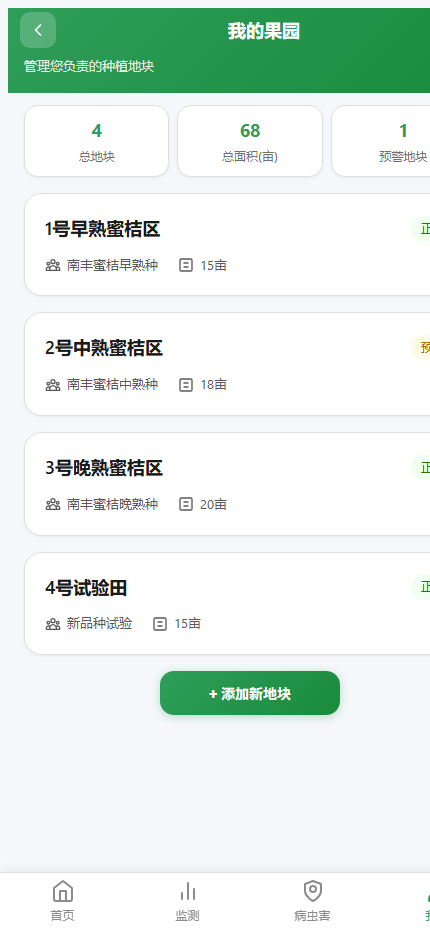 我的果园
管理您负责的种植地块
4 68 1
总地块 总面积(亩) 预警地块
1号早熟蜜桔区 正
南丰蜜桔早熟种 15亩
2号中熟蜜桔区 预
南丰蜜桔中熟种 18亩
3号晚熟蜜桔区 正
南丰蜜桔晚熟种 20亩
4号试验田 正
新品种试验 15亩
+ 添加新地块
首页 监测 病虫害